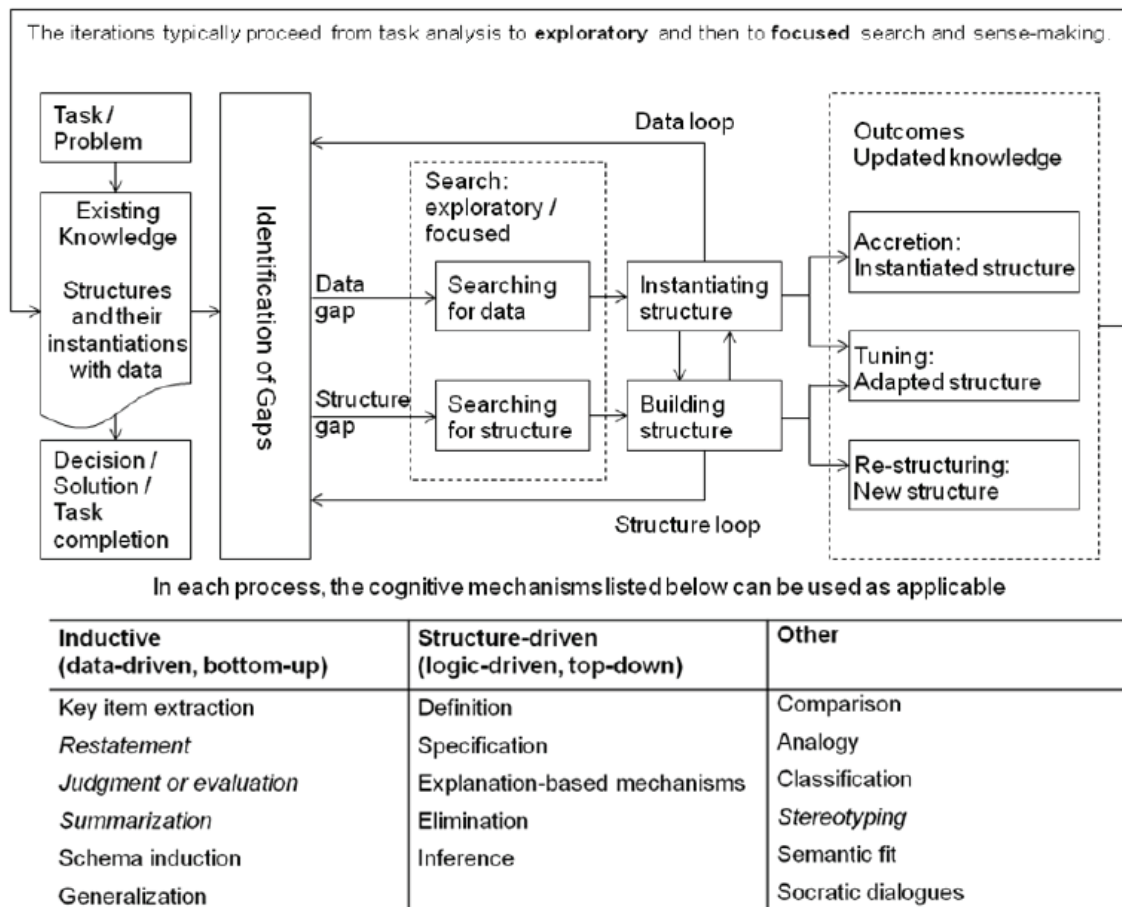 The iterations typically proceed from task analysis to exploratory and then to focused search and sense-making.
Task /
Problem
Existing
Knowledge
Structures
and their
instantiations
with data
Decision /
Solution /
Task
completion
Identification of Gaps
Data loop
Search:
exploratory /
focused
Data
gap
Searching
for data
Instantiating
structure
Structure
gap
Searching
for structure
Building
structure
Structure loop
Outcomes
Updated knowledge
Accretion:
Instantiated structure
Tuning:
Adapted structure
Re-structuring:
New structure
In each process, the cognitive mechanisms listed below can be used as applicable
Inductive
(data-driven, bottom-up)
Key item extraction
Restatement
Judgment or evaluation
Summarization
Schema induction
Generalization
Structure-driven
(logic-driven, top-down)
Definition
Specification
Explanation-based mechanisms
Elimination
Inference
Other
Comparison
Analogy
Classification
Stereotyping
Semantic fit
Socratic dialogues